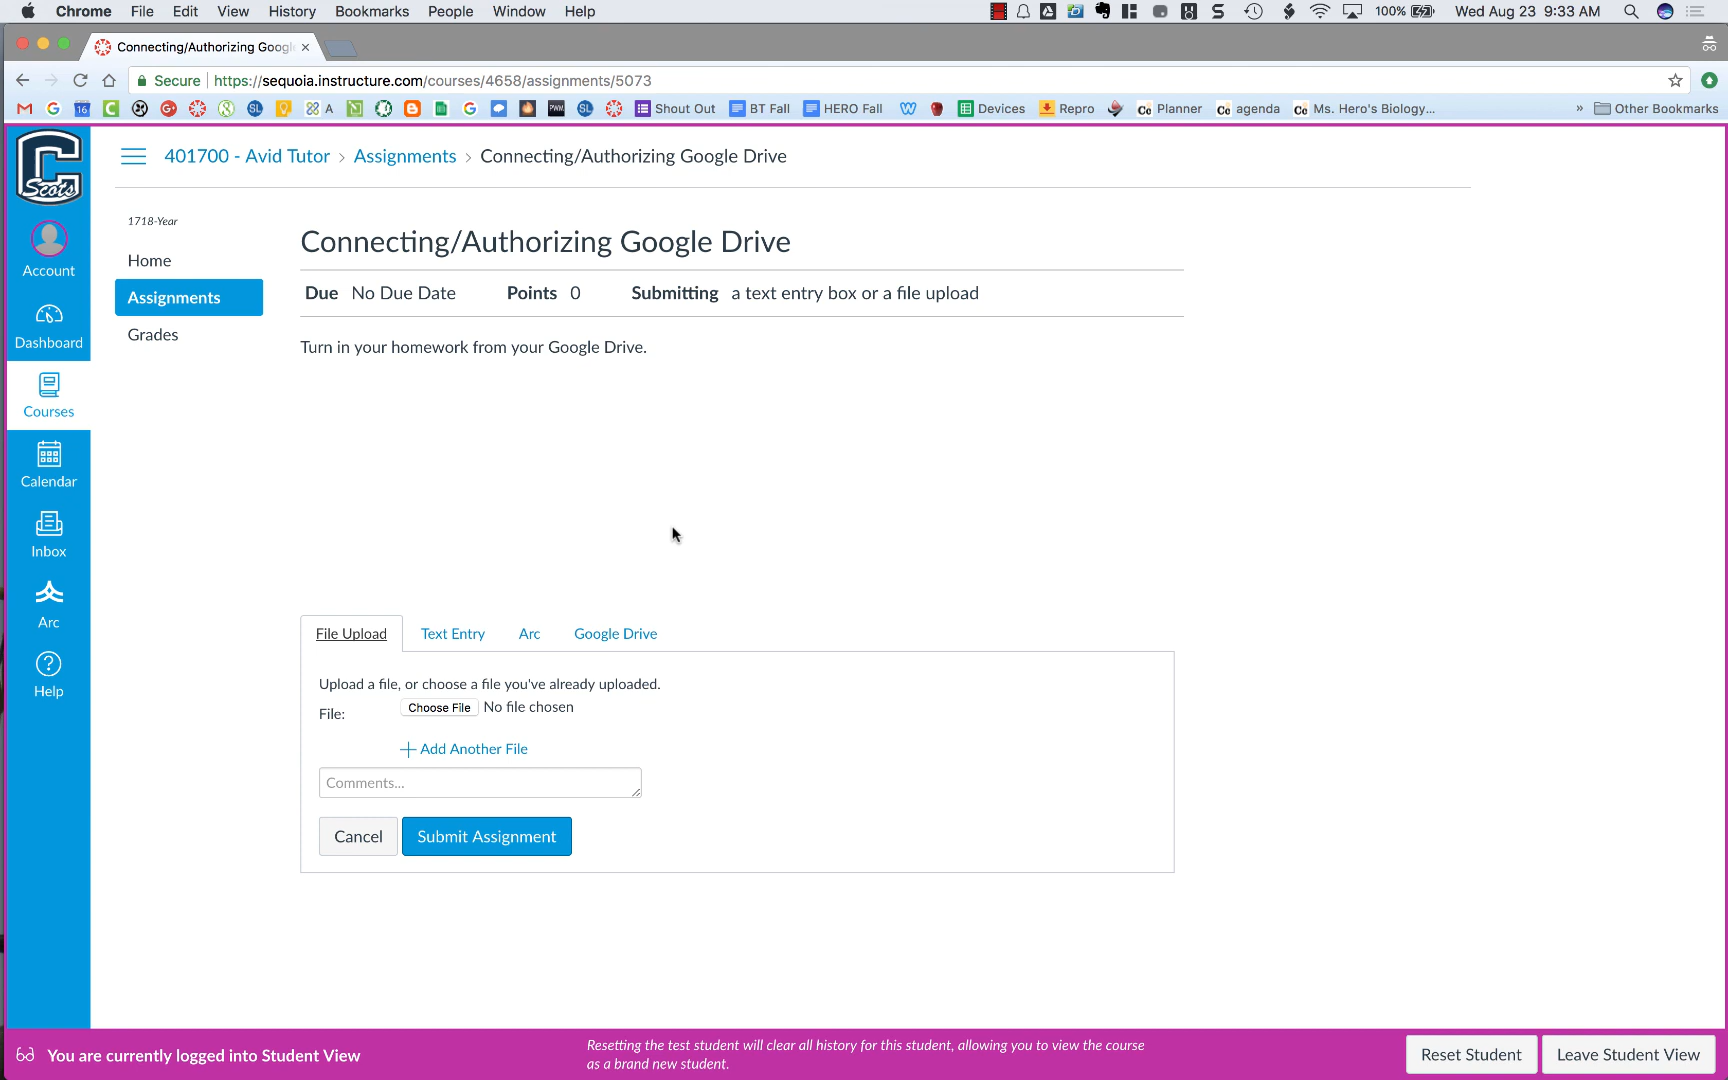 Chrome File Edit View History Bookmarks People Window Help 100% Wed Aug 23 9:33 AM
Connecting/Authorizing Googl
Secure https://sequoia.instructure.com/courses/4658/assignments/5073
Shout Out BT Fall HERO Fall Devices Repro Planner agenda Ms. Hero's Biology... » Other Bookmarks
C
Scots
401700 - Avid Tutor › Assignments › Connecting/Authorizing Google Drive
1718-Year
Home
Assignments
Grades
Account
Dashboard
Courses
Calendar
Inbox
Arc
Help
Connecting/Authorizing Google Drive
Due No Due Date Points 0 Submitting a text entry box or a file upload
Turn in your homework from your Google Drive.
File Upload Text Entry Arc Google Drive
Upload a file, or choose a file you've already uploaded.
File: Choose File No file chosen
Add Another File
Comments...
Cancel Submit Assignment
You are currently logged into Student View
Resetting the test student will clear all history for this student, allowing you to view the course
as a brand new student.
Reset Student Leave Student View